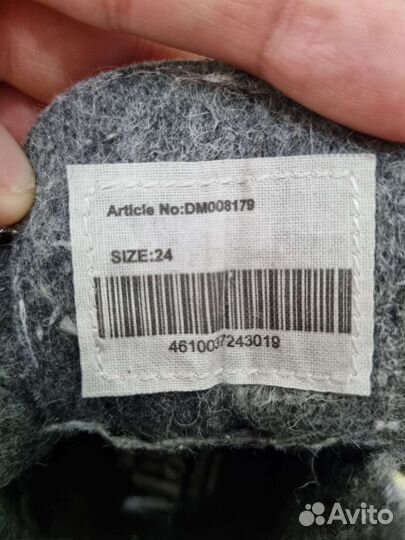 Article No:DM008179
SIZE:24
4610037243019
Avito